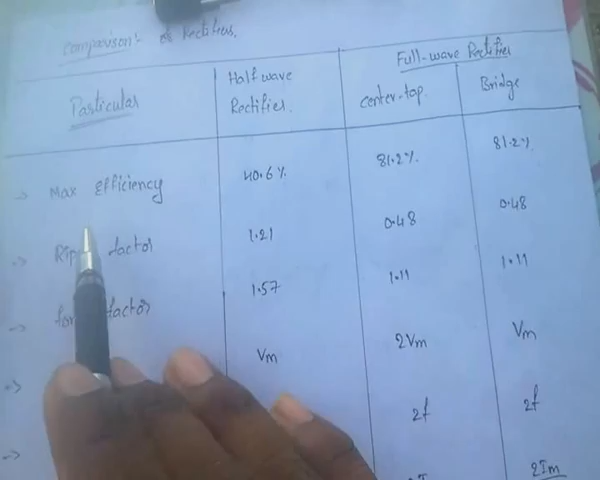 Comparison:- of Rectifiers.
Particular Half wave Rectifier. Full-wave Rectifier
center-tap. Bridge
-> Max efficiency 40.6% 81.2% 81.2%
-> factor 1.21 0.48 0.48
-> factor 1.57 1.11 1.11
-> Vm 2Vm Vm
-> 2f 2f
2Im